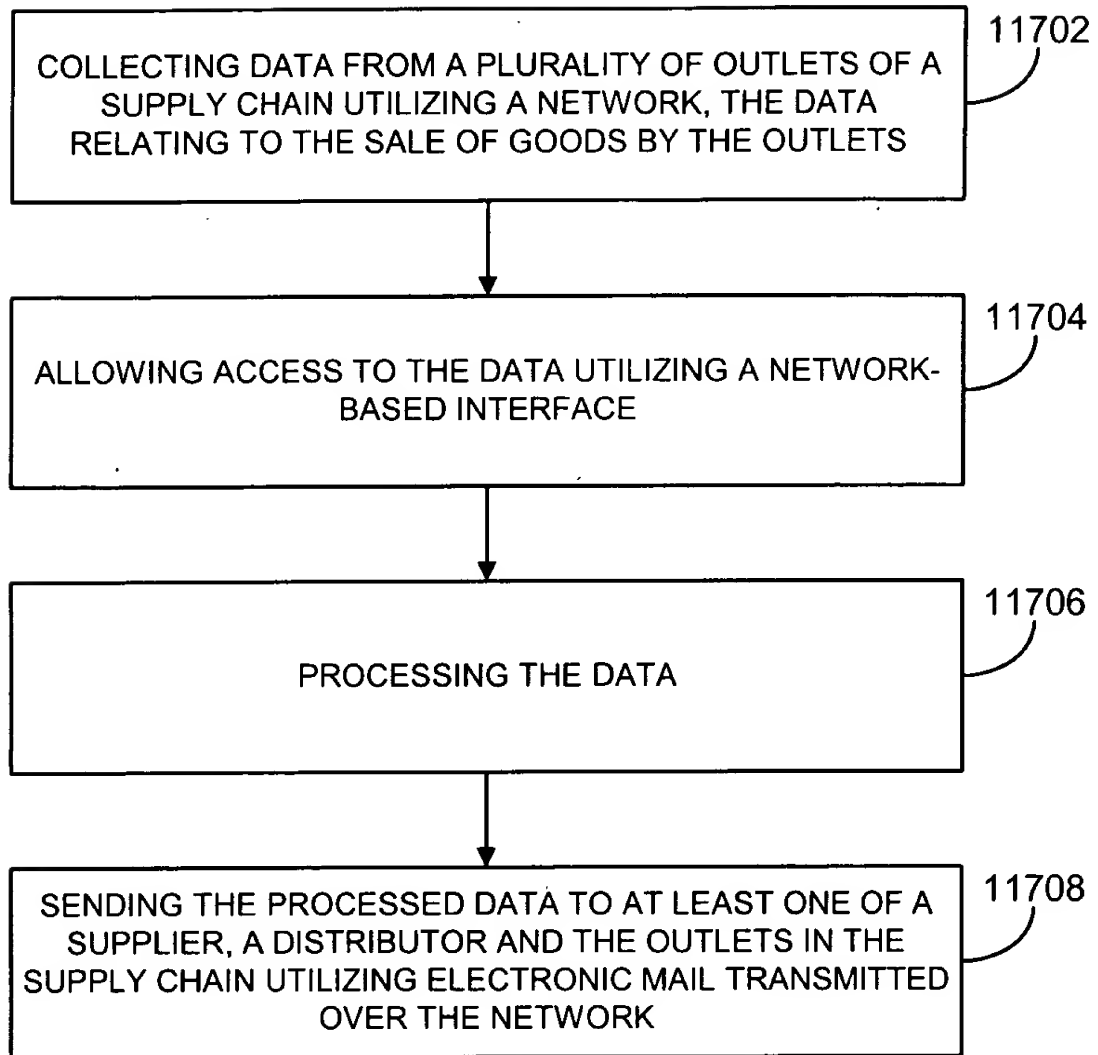 11702
COLLECTING DATA FROM A PLURALITY OF OUTLETS OF A
SUPPLY CHAIN UTILIZING A NETWORK, THE DATA
RELATING TO THE SALE OF GOODS BY THE OUTLETS
11704
ALLOWING ACCESS TO THE DATA UTILIZING A NETWORK-
BASED INTERFACE
11706
PROCESSING THE DATA
11708
SENDING THE PROCESSED DATA TO AT LEAST ONE OF A
SUPPLIER, A DISTRIBUTOR AND THE OUTLETS IN THE
SUPPLY CHAIN UTILIZING ELECTRONIC MAIL TRANSMITTED
OVER THE NETWORK